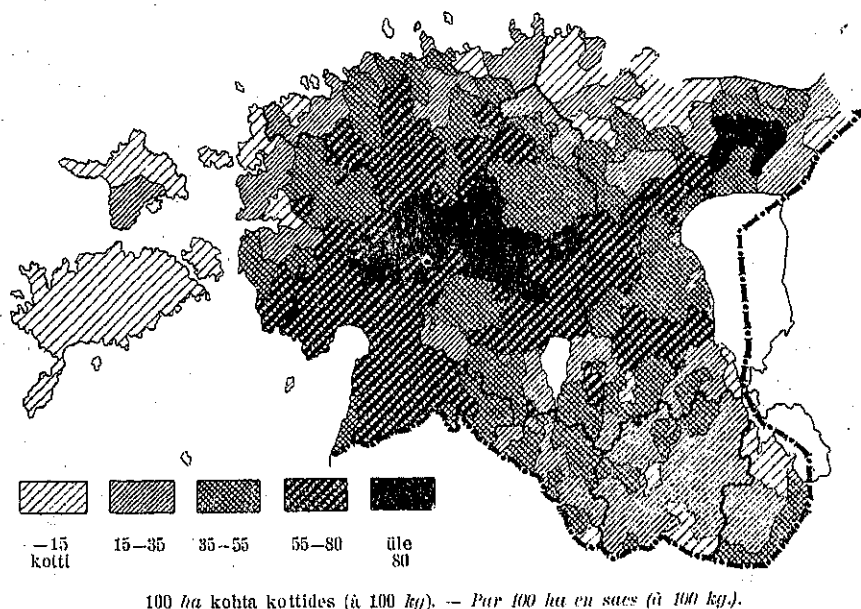 —15 15—35 35—55 55—80 üle
kotti 80
100 ha kohta kottides (à 100 kg). — Par 100 ha en sacs (à 100 kg.).